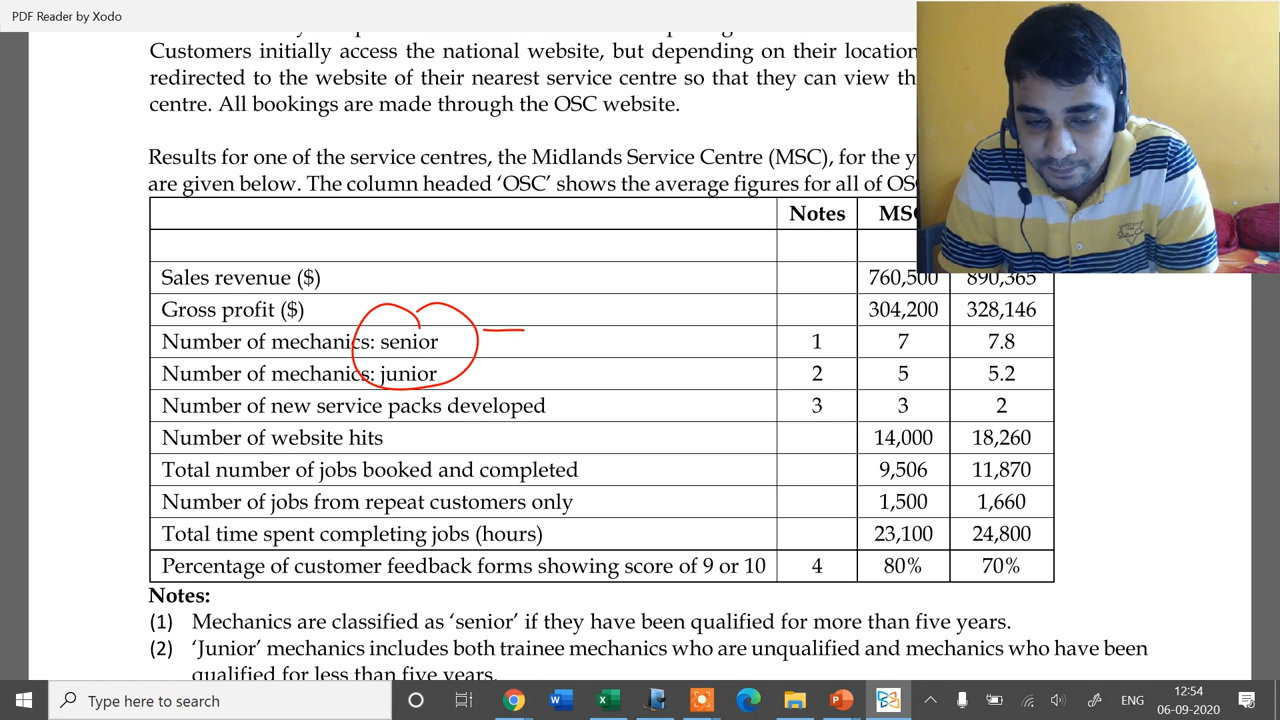 PDF Reader by Xodo
Customers initially access the national website, but depending on their location
redirected to the website of their nearest service centre so that they can view th
centre. All bookings are made through the OSC website.
Results for one of the service centres, the Midlands Service Centre (MSC), for the y
are given below. The column headed ‘OSC’ shows the average figures for all of OS
Notes MS
Sales revenue ($) 760,500 890,365
Gross profit ($) 304,200 328,146
Number of mechanics: senior 1 7 7.8
Number of mechanics: junior 2 5 5.2
Number of new service packs developed 3 3 2
Number of website hits 14,000 18,260
Total number of jobs booked and completed 9,506 11,870
Number of jobs from repeat customers only 1,500 1,660
Total time spent completing jobs (hours) 23,100 24,800
Percentage of customer feedback forms showing score of 9 or 10 4 80% 70%
Notes:
(1) Mechanics are classified as ‘senior’ if they have been qualified for more than five years.
(2) ‘Junior’ mechanics includes both trainee mechanics who are unqualified and mechanics who have been
qualified for less than five years.
Type here to search
ENG
12:54
06-09-2020